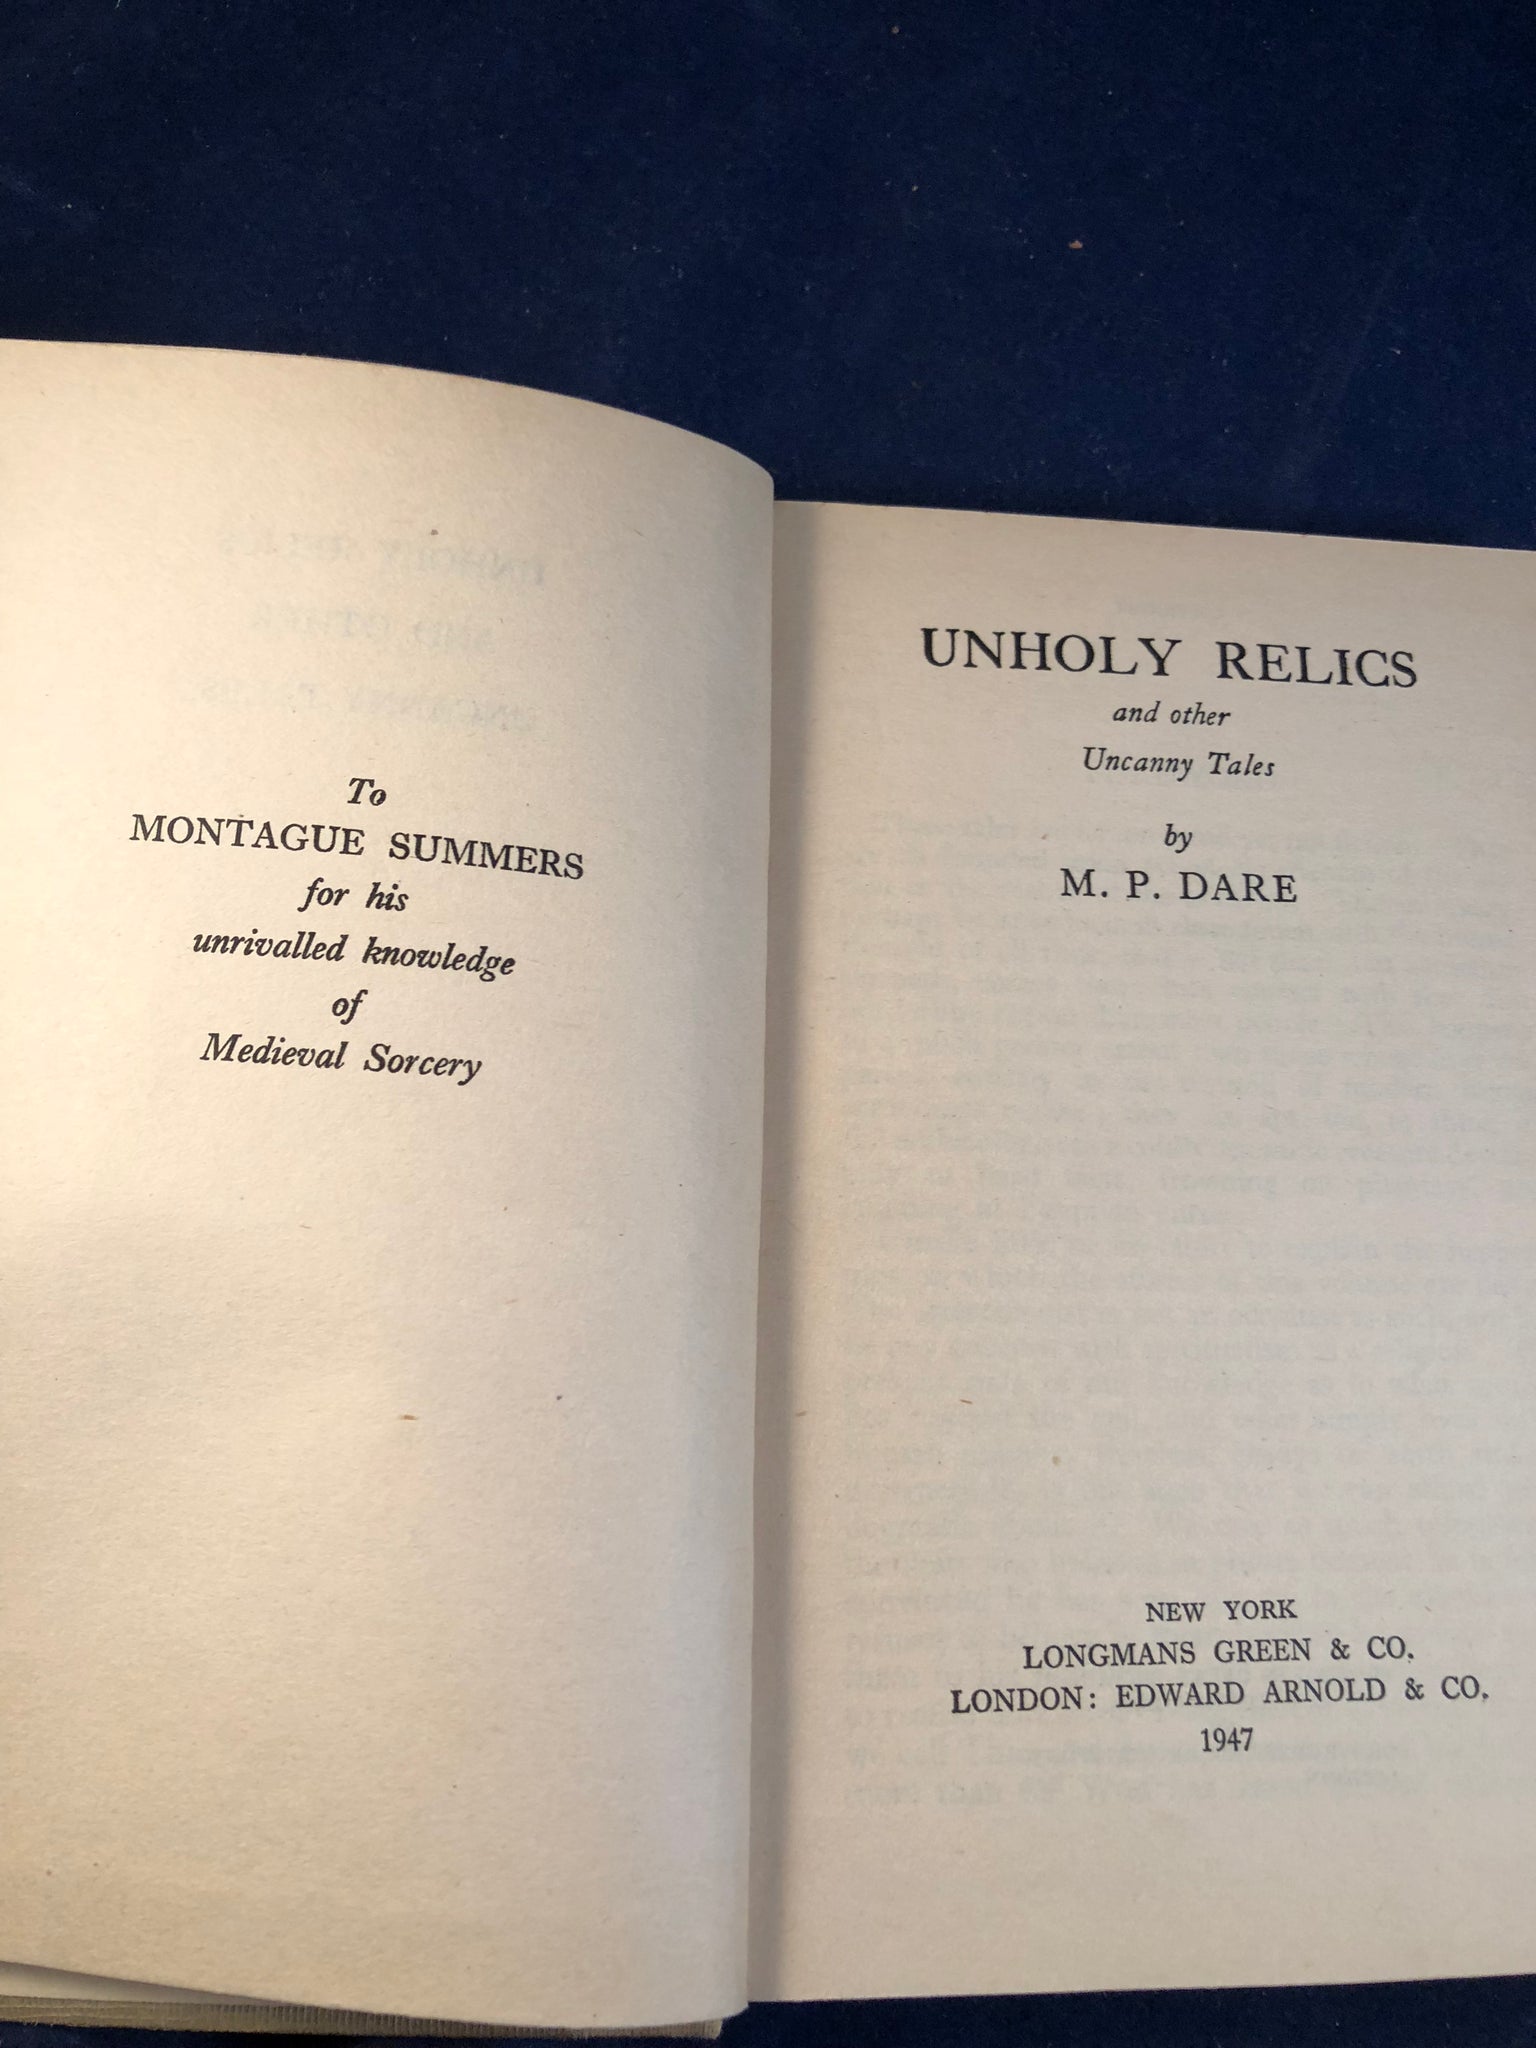 To
MONTAGUE SUMMERS
for his
unrivalled knowledge
of
Medieval Sorcery
UNHOLY RELICS
and other
Uncanny Tales
by
M. P. DARE
NEW YORK
LONGMANS GREEN & CO.
LONDON: EDWARD ARNOLD & CO.
1947